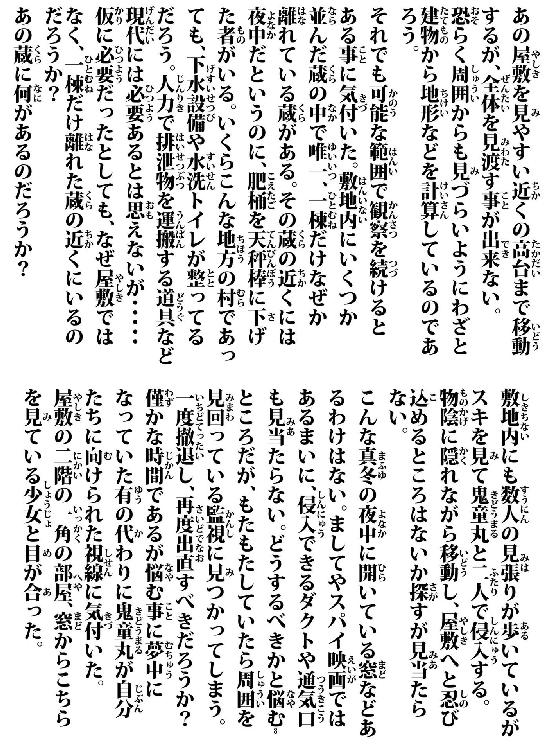 あの屋敷を見やすい近くの高台まで移動
するが、全体を見渡す事が出来ない。
恐らく周囲からも見づらいようにわざと
建物から地形などを計算しているのであ
ろう。
それでも可能な範囲で観察を続けると
ある事に気付いた。敷地内にいくつか
並んだ蔵の中で唯一、一棟だけなぜか
離れている蔵がある。その蔵の近くには
夜中だというのに、肥桶を天秤棒に下げ
た者がいる。いくらこんな地方の村であっ
ても、下水設備や水洗トイレが整ってる
だろう。人力で排泄物を運搬する道具など
現代には必要あるとは思えないが・・・・・
仮に必要だったとしても、なぜ屋敷では
なく、一棟だけ離れた蔵の近くにいるの
だろうか？
あの蔵に何があるのだろうか？
敷地内にも数人の見張りが歩いているが
スキを見て鬼童丸と二人で侵入する。
物陰に隠れながら移動し、屋敷へと忍び
込めるところはないか探すが見当たら
ない。
こんな真冬の夜中に開いている窓などあ
るわけはない。ましてやスパイ映画では
あるまいに、侵入できるダクトや通気口
も見当たらない。どうするべきかと悩む。
ところだが、もたもたしていたら周囲を
見回っている監視に見つかってしまう。
一度撤退し、再度出直すべきだろうか？
僅かな時間であるが悩む事に夢中に
なっていた有の代わりに鬼童丸が自分
たちに向けられた視線に気付いた。
屋敷の二階の一角の部屋、窓からこちら
を見ている少女と目が合った。